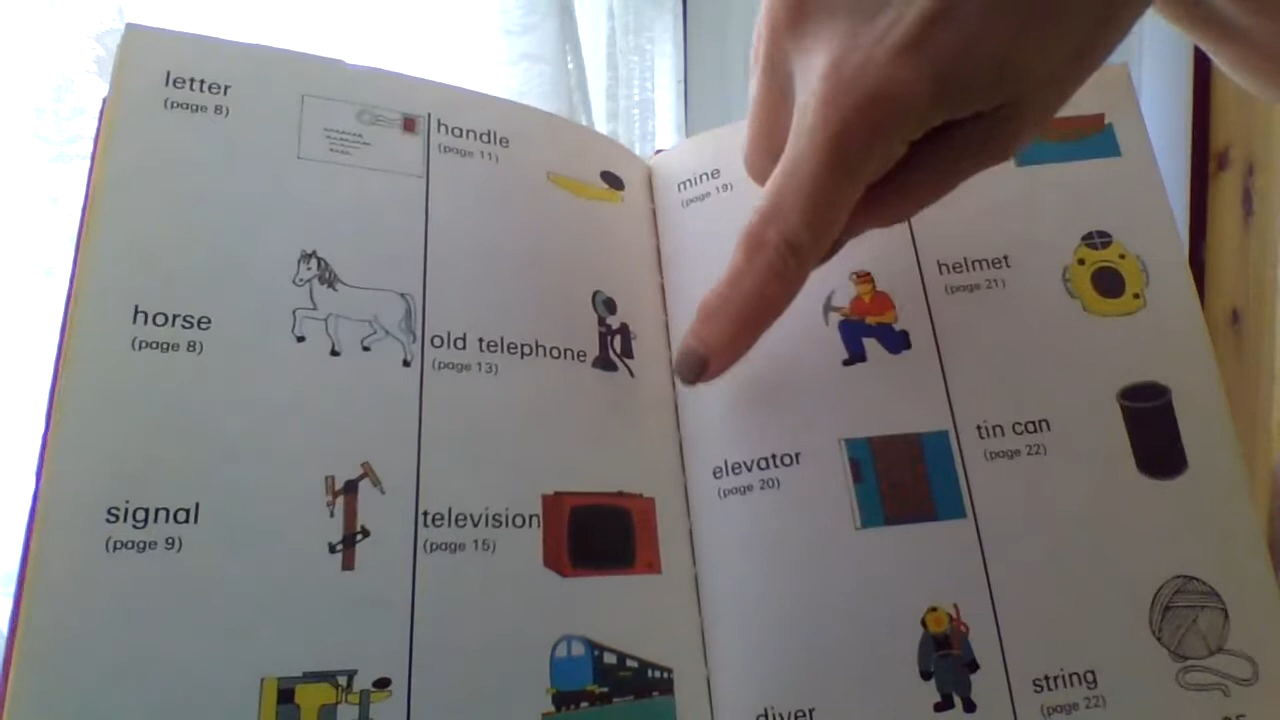 letter
(page 8)
horse
(page 8)
signal
(page 9)
handle
(page 11)
old telephone
(page 13)
television
(page 15)
mine
(page 19)
elevator
(page 20)
diver
helmet
(page 21)
tin can
(page 22)
string
(page 22)